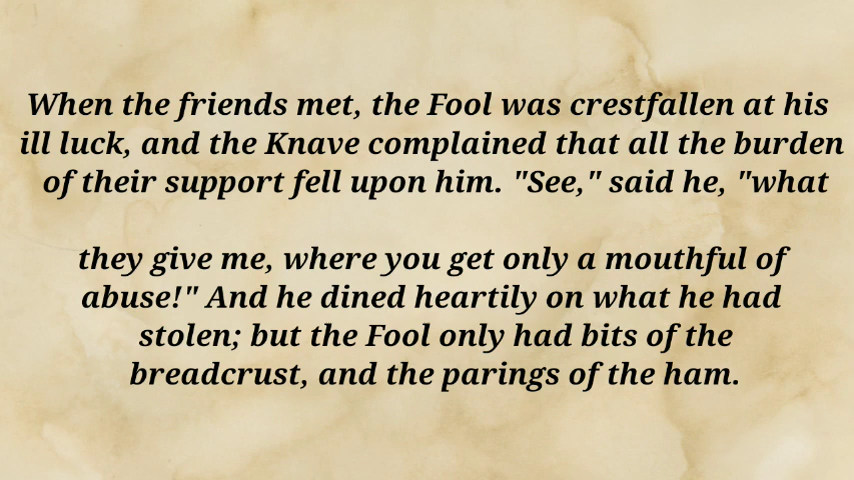 When the friends met, the Fool was crestfallen at his
ill luck, and the Knave complained that all the burden
of their support fell upon him. "See," said he, "what
they give me, where you get only a mouthful of
abuse!" And he dined heartily on what he had
stolen; but the Fool only had bits of the
breadcrust, and the parings of the ham.